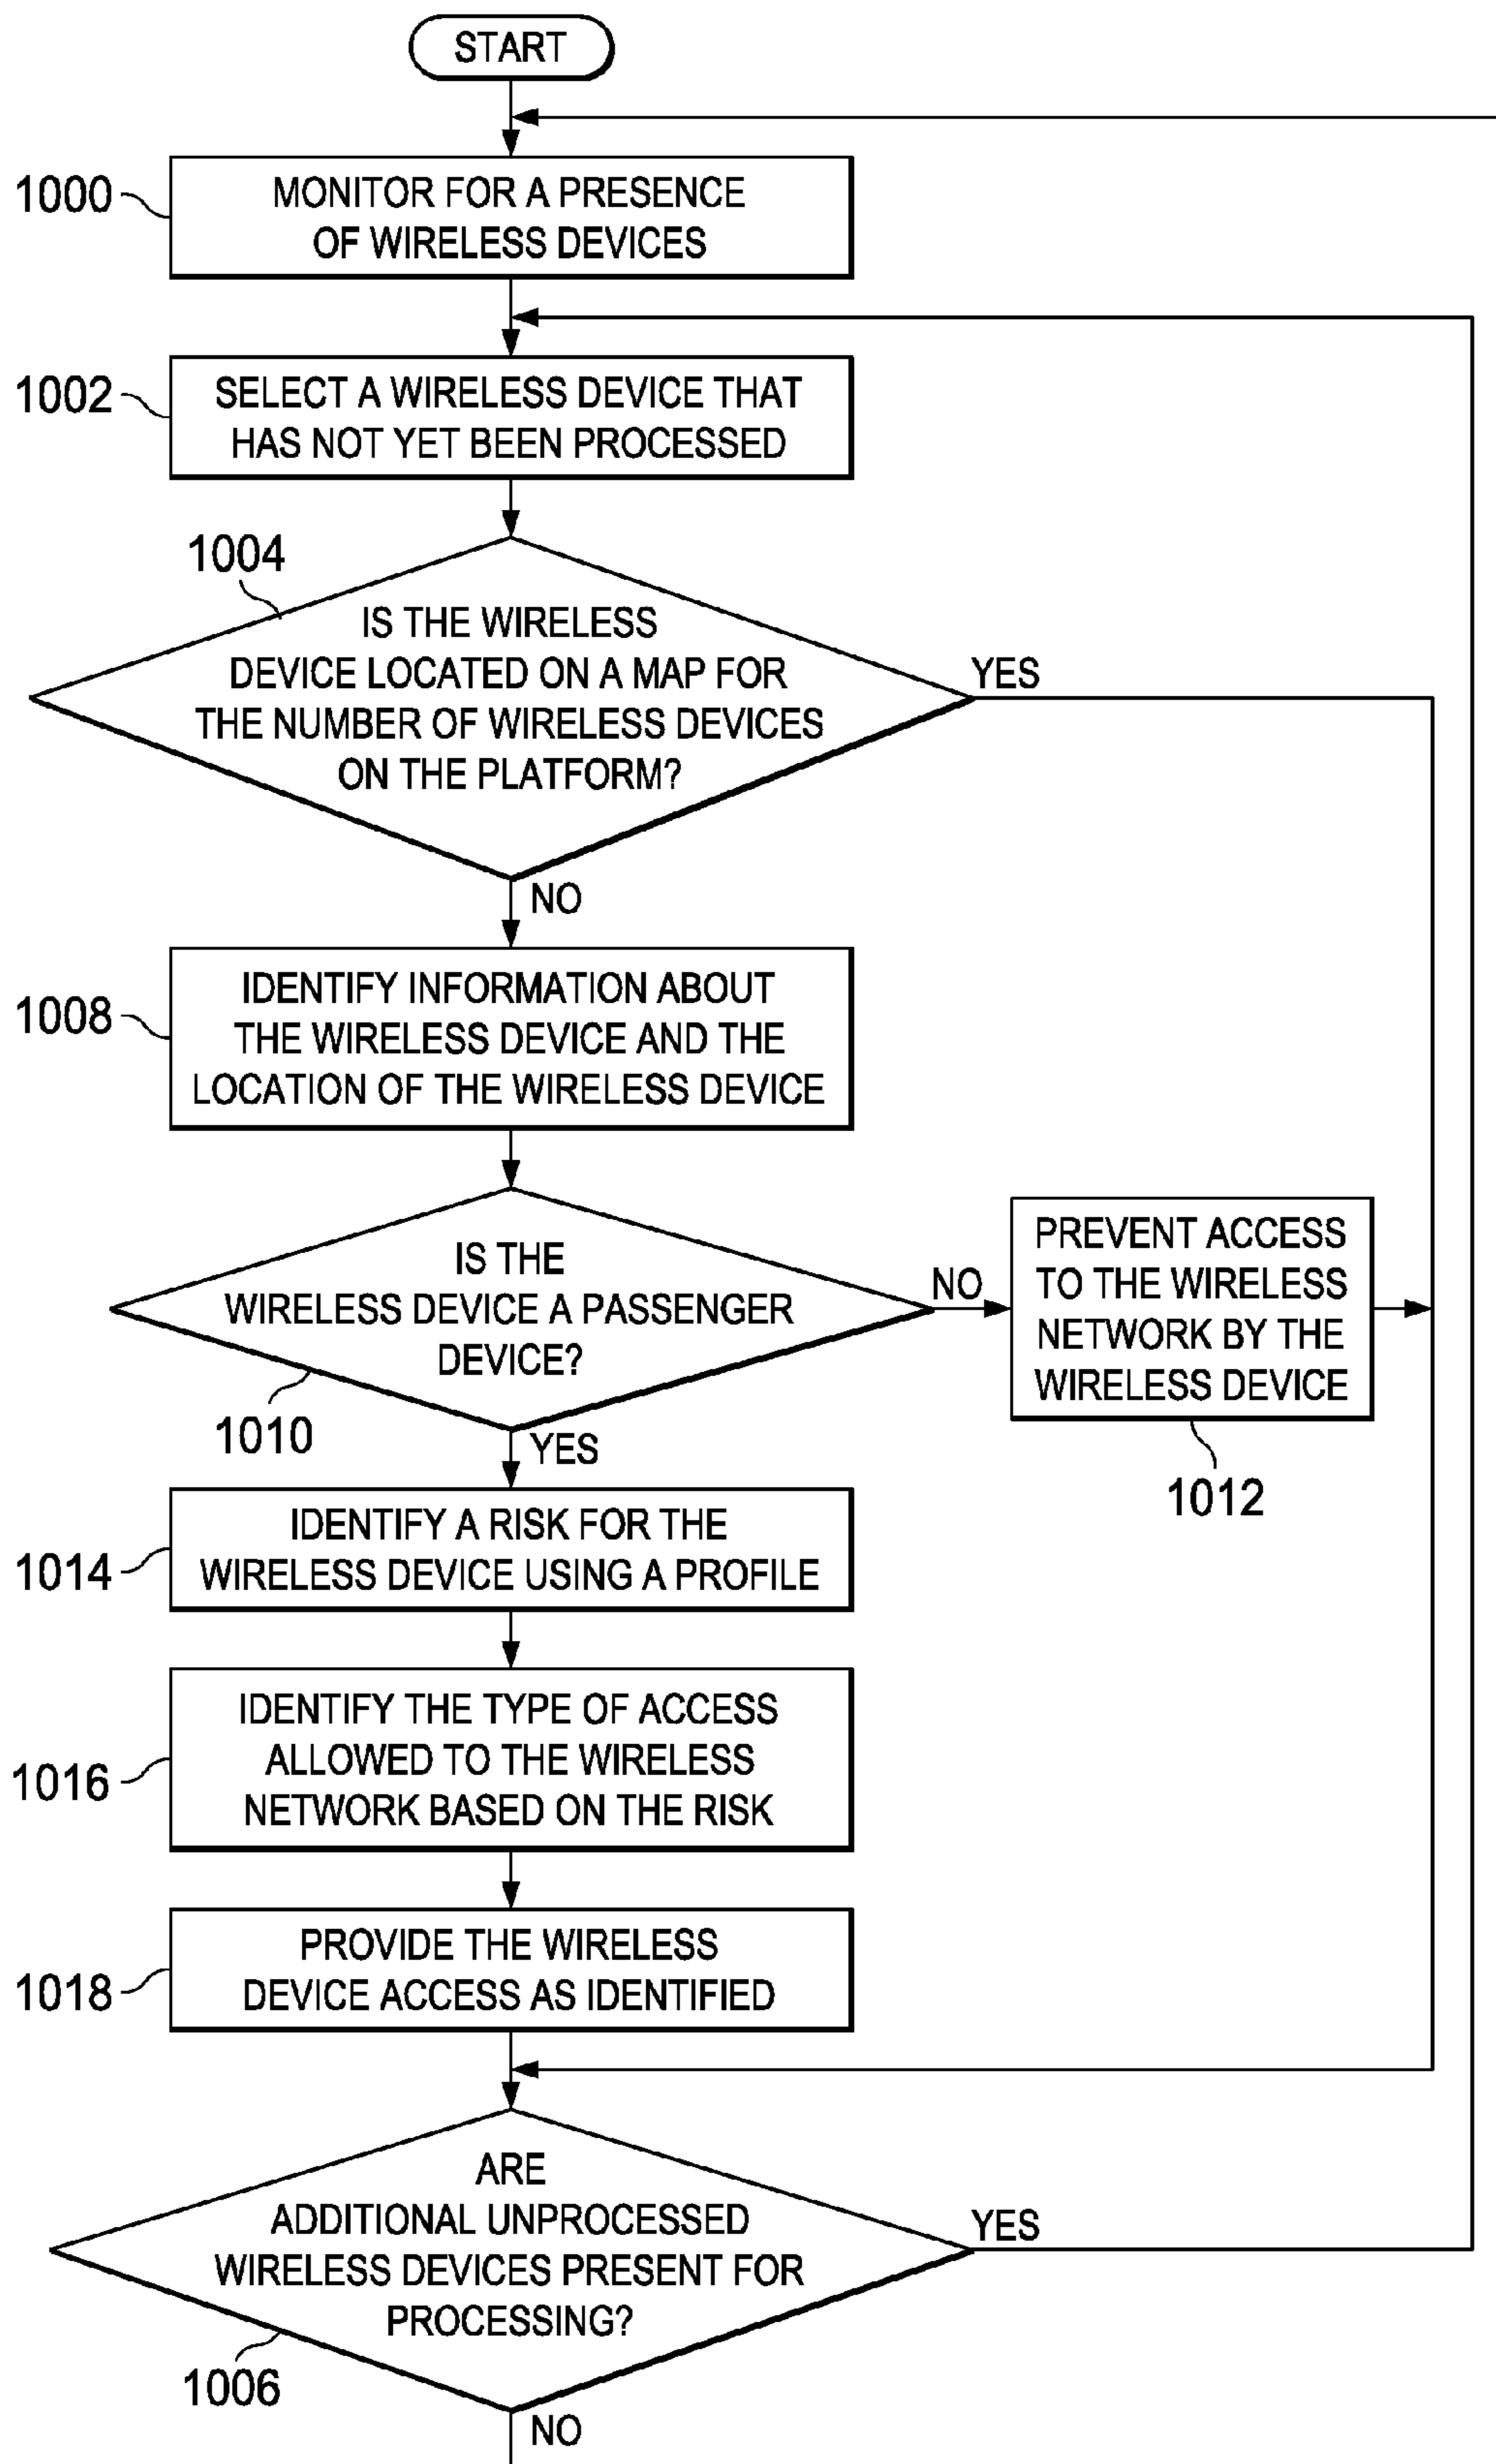 START
1000
MONITOR FOR A PRESENCE
OF WIRELESS DEVICES
1002
SELECT A WIRELESS DEVICE THAT
HAS NOT YET BEEN PROCESSED
1004
IS THE WIRELESS
DEVICE LOCATED ON A MAP FOR
THE NUMBER OF WIRELESS DEVICES
ON THE PLATFORM?
YES
NO
1008
IDENTIFY INFORMATION ABOUT
THE WIRELESS DEVICE AND THE
LOCATION OF THE WIRELESS DEVICE
IS THE
WIRELESS DEVICE A PASSENGER
DEVICE?
1010
NO
PREVENT ACCESS
TO THE WIRELESS
NETWORK BY THE
WIRELESS DEVICE
1012
YES
1014
IDENTIFY A RISK FOR THE
WIRELESS DEVICE USING A PROFILE
1016
IDENTIFY THE TYPE OF ACCESS
ALLOWED TO THE WIRELESS
NETWORK BASED ON THE RISK
1018
PROVIDE THE WIRELESS
DEVICE ACCESS AS IDENTIFIED
ARE
ADDITIONAL UNPROCESSED
WIRELESS DEVICES PRESENT FOR
PROCESSING?
YES
1006
NO